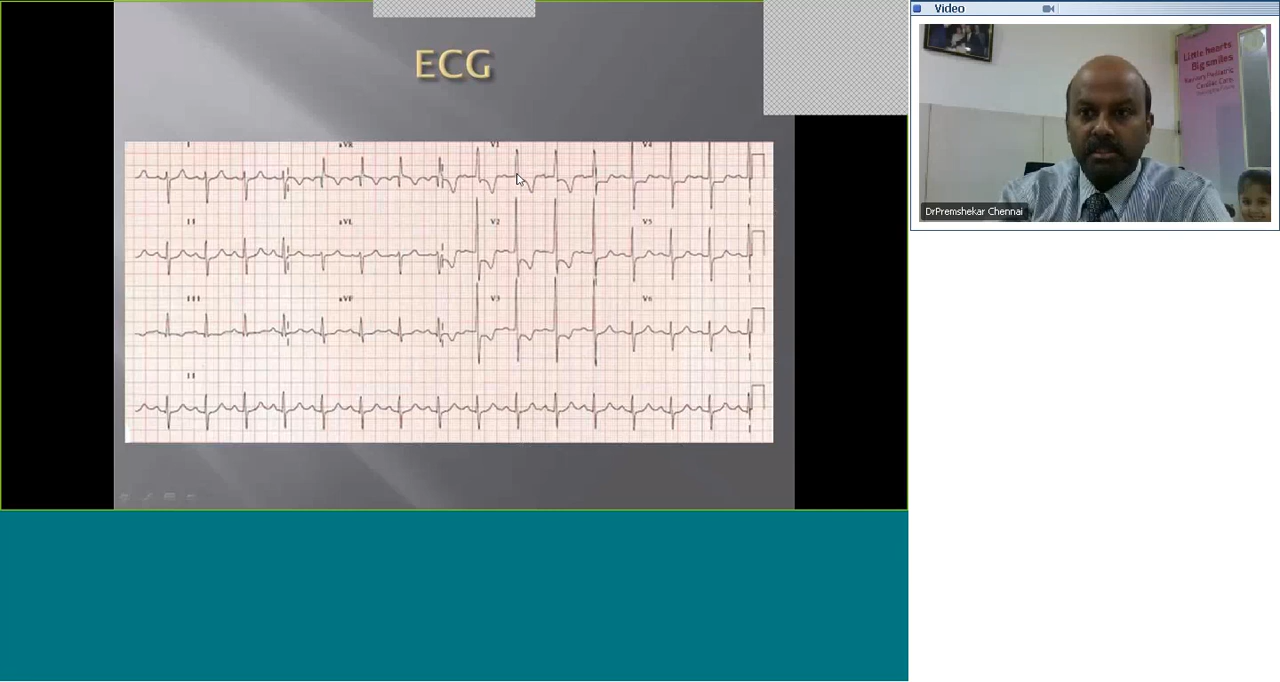 ECG
I aVR V1 V4
II aVL V2 V5
III aVF V3 V6
II
Video
Little hearts
Big smiles
DrPremshekar Chennai